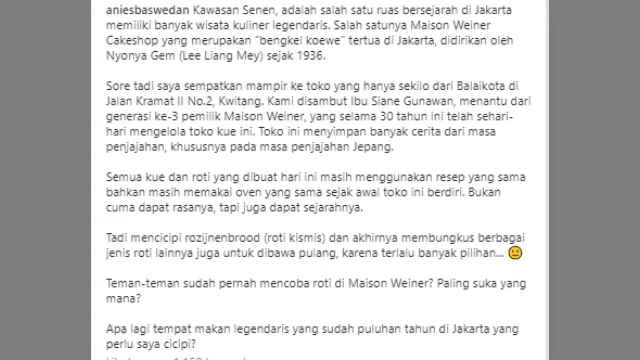 aniesbaswedan Kawasan Senen, adalah salah satu ruas bersejarah di Jakarta
memiliki banyak wisata kuliner legendaris. Salah satunya Maison Weiner
Cakeshop yang merupakan "bengkel koewe" tertua di Jakarta, didirikan oleh
Nyonya Gem (Lee Liang Mey) sejak 1936.
Sore tadi saya sempatkan mampir ke toko yang hanya sekilo dari Balaikota di
Jalan Kramat II No.2, Kwitang. Kami disambut Ibu Siane Gunawan, menantu dari
generasi ke-3 pemilik Maison Weiner, yang selama 30 tahun ini telah sehari-
hari mengelola toko kue ini. Toko ini menyimpan banyak cerita dari masa
penjajahan, khususnya pada masa penjajahan Jepang.
Semua kue dan roti yang dibuat hari ini masih menggunakan resep yang sama
bahkan masih memakai oven yang sama sejak awal toko ini berdiri. Bukan
cuma dapat rasanya, tapi juga dapat sejarahnya.
Tadi mencicipi rozijnenbrood (roti kismis) dan akhirnya membungkus berbagai
jenis roti lainnya juga untuk dibawa pulang, karena terlalu banyak pilihan... 😉
Teman-teman sudah pernah mencoba roti di Maison Weiner? Paling suka yang
mana?
Apa lagi tempat makan legendaris yang sudah puluhan tahun di Jakarta yang
perlu saya cicipi?